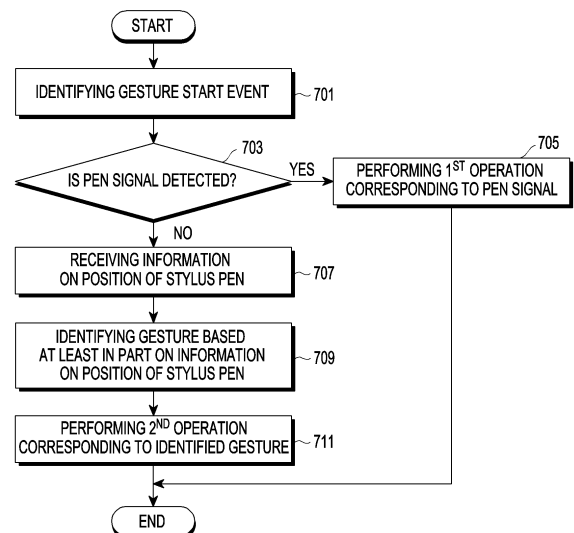 START
IDENTIFYING GESTURE START EVENT
701
703
IS PEN SIGNAL DETECTED?
YES
705
PERFORMING 1ST OPERATION
CORRESPONDING TO PEN SIGNAL
NO
RECEIVING INFORMATION
ON POSITION OF STYLUS PEN
707
IDENTIFYING GESTURE BASED
AT LEAST IN PART ON INFORMATION
ON POSITION OF STYLUS PEN
709
PERFORMING 2ND OPERATION
CORRESPONDING TO IDENTIFIED GESTURE
711
END